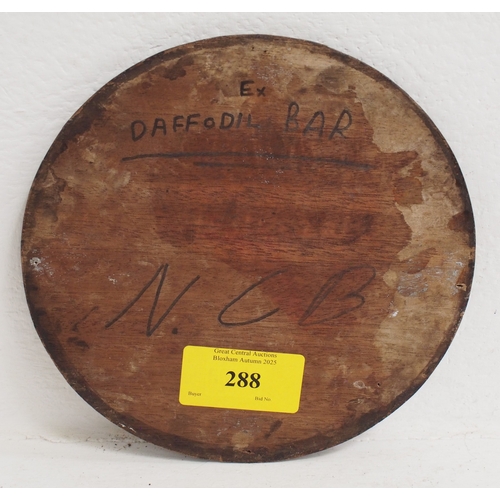 Ex
DAFFODIL BAR
N. C B
Great Central Auctions
Bloxham Autumn 2025
288
Buyer Bid No